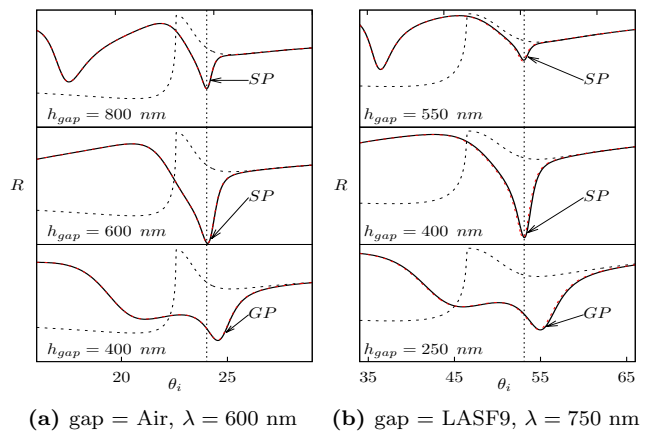 SP
h_gap = 800 nm
SP
h_gap = 550 nm
R
SP
h_gap = 600 nm
R
SP
h_gap = 400 nm
GP
h_gap = 400 nm
GP
h_gap = 250 nm
20 25
θ_i
35 45 55 65
θ_i
(a) gap = Air, λ = 600 nm
(b) gap = LASF9, λ = 750 nm